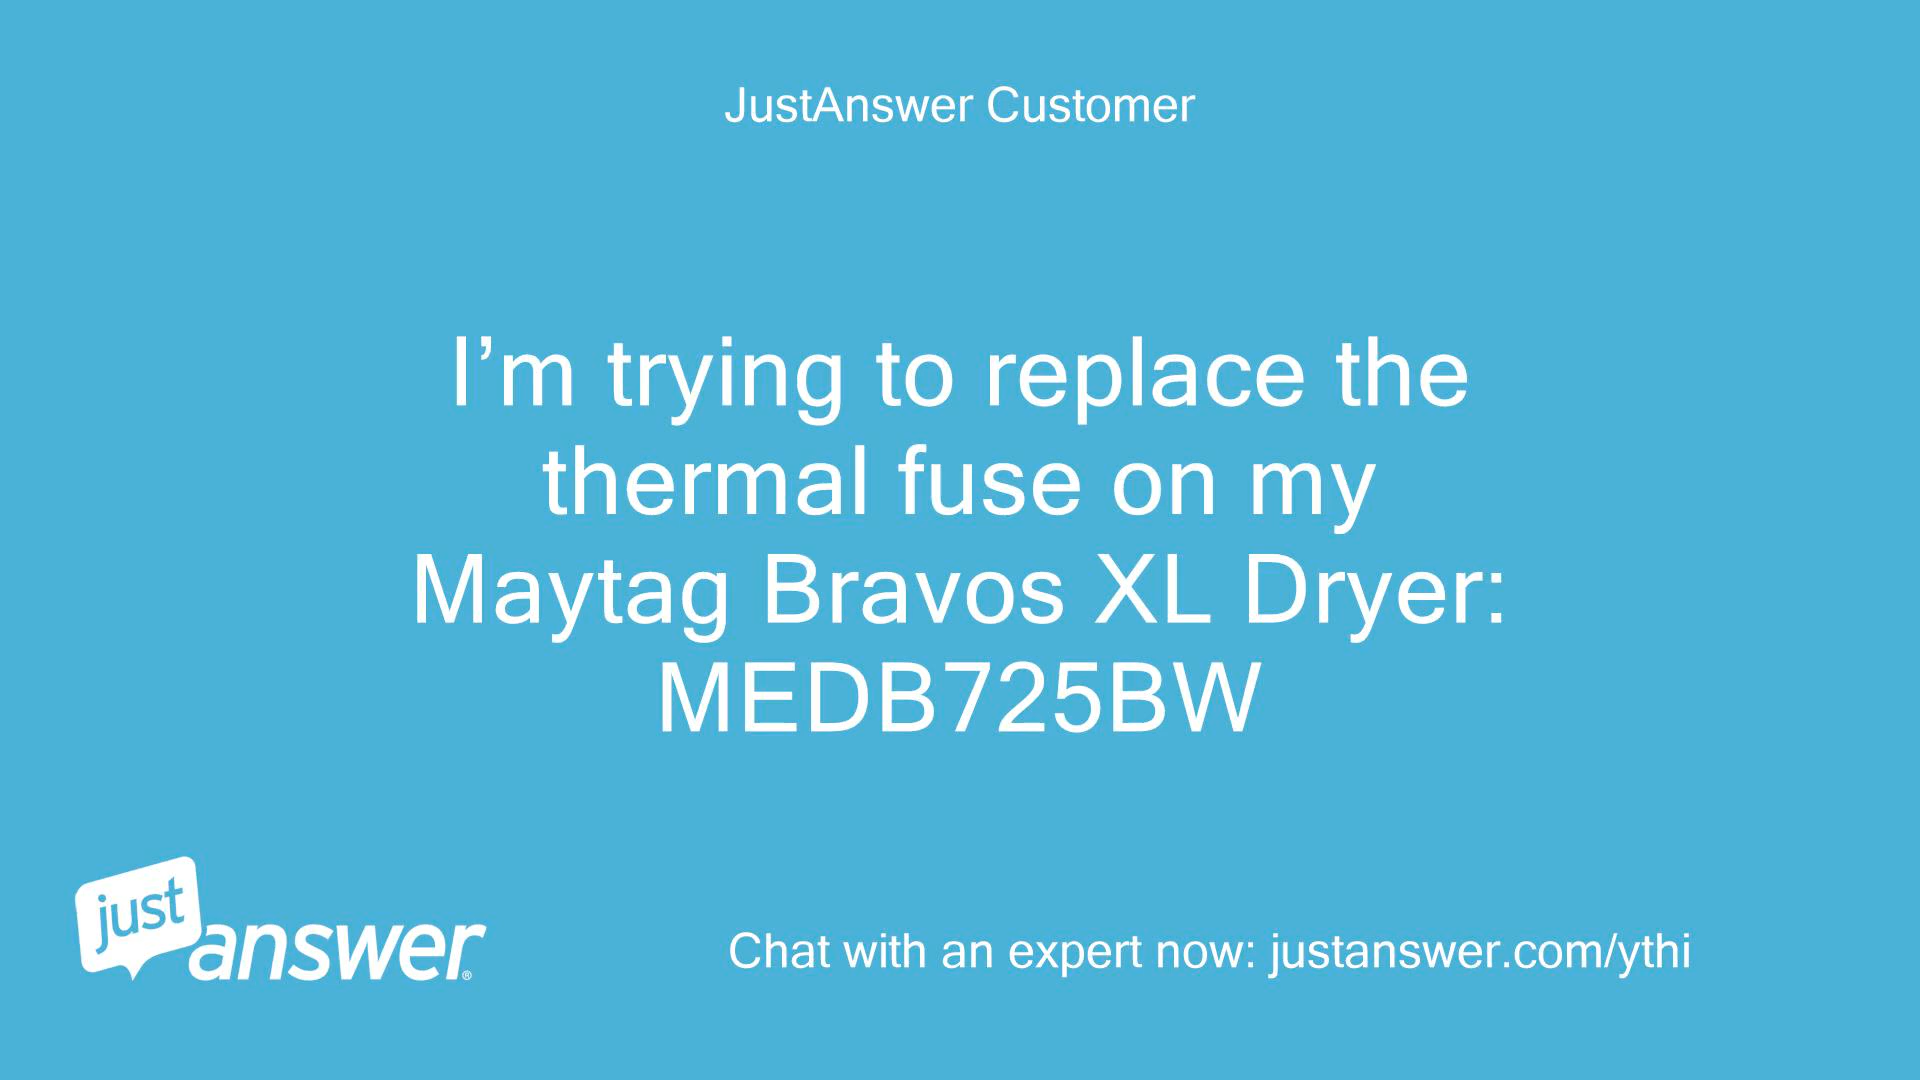 JustAnswer Customer
I’m trying to replace the
thermal fuse on my
Maytag Bravos XL Dryer:
MEDB725BW
just
answer®
Chat with an expert now: justanswer.com/ythi